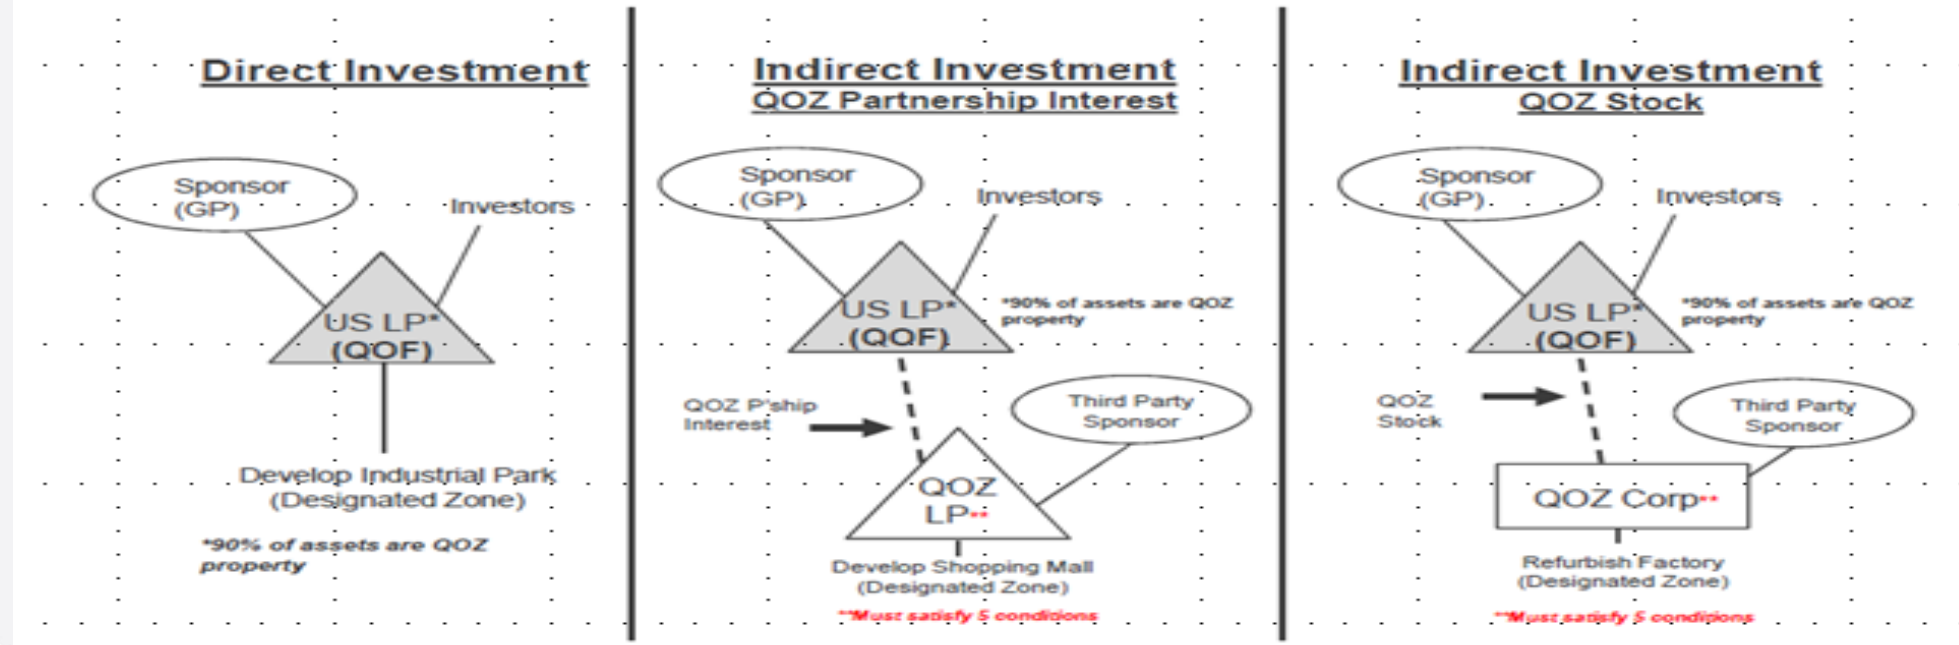 Direct Investment
Sponsor
(GP)
Investors
US LP*
(QOF)
Develop Industrial Park
(Designated Zone)
*90% of assets are QOZ
property
Indirect Investment
QOZ Partnership Interest
Sponsor
(GP)
Investors
US LP*
(QOF)
*90% of assets are QOZ
property
QOZ P'ship
Interest
Third Party
Sponsor
QOZ
LP**
Develop Shopping Mall
(Designated Zone)
**Must satisfy 5 conditions
Indirect Investment
QOZ Stock
Sponsor
(GP)
Investors
US LP*
(QOF)
*90% of assets are QOZ
property
QOZ
Stock
Third Party
Sponsor
QOZ Corp**
Refurbish Factory
(Designated Zone)
**Must satisfy 5 conditions